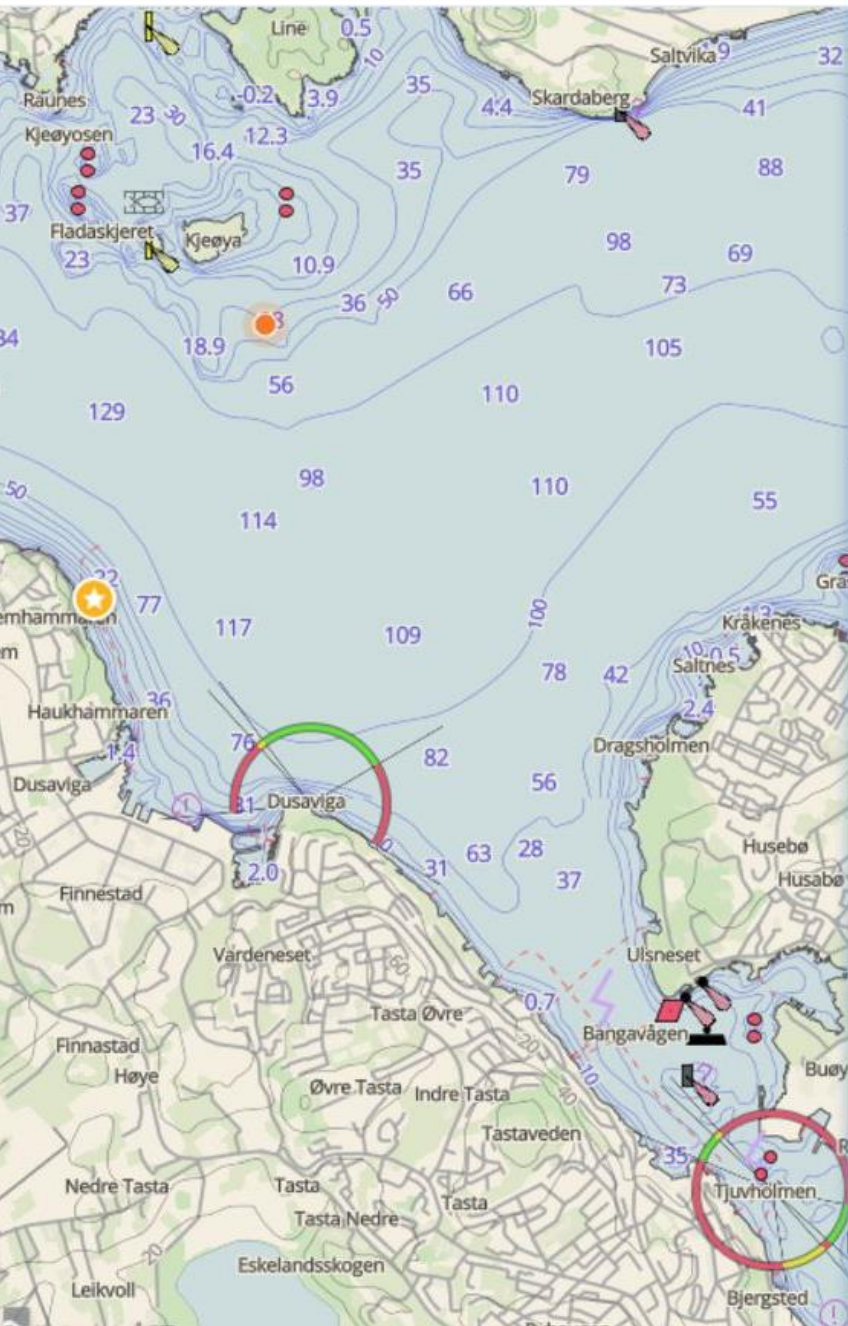 Line
0.5
10
Saltvika
9
32
35
Raunes
-0.2
3.9
4.4
Skardaberg
41
23
30
Kjeøyosen
12.3
16.4
35
79
88
37
Fladaskjeret
Kjeøya
98
69
23
10.9
73
66
36
50
18.9
105
56
110
129
98
50
110
55
114
77
117
109
100
Kråkenes
10
0.5
Saltnes
78
42
36
2.4
Haukhammaren
76
Dragsholmen
1.4
82
56
Dusaviga
Dusaviga
20
28
63
Husebø
31
37
2.0
Husabø
Finnestad
Vardeneset
60
Ulsneset
0.7
Tasta Øvre
Bangavågen
20
Finnastad
10
Høye
Øvre Tasta
Indre Tasta
40
Tastaveden
35
Nedre Tasta
Tasta
Tjuvholmen
Tasta
Tasta Nedre
20
Eskelandsskogen
Leikvoll
Bjergsted